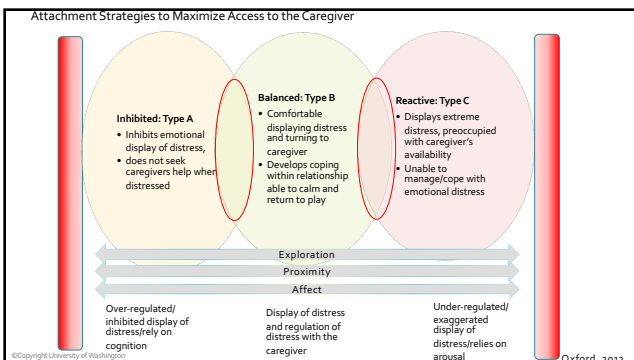 Attachment Strategies to Maximize Access to the Caregiver
Inhibited: Type A
• Inhibits emotional
display of distress,
• does not seek
caregivers help when
distressed
Balanced: Type B
• Comfortable
displaying distress
and turning to
caregiver
• Develops coping
within relationship
able to calm and
return to play
Reactive: Type C
• Displays extreme
distress, preoccupied
with caregiver's
availability
• Unable to
manage/cope with
emotional distress
Exploration
Proximity
Affect
Over-regulated/
inhibited display of
distress/rely on
cognition
Display of distress
and regulation of
distress with the
caregiver
Under-regulated/
exaggerated
display of
distress/relies on
arousal
©Copyright University of Washington
Oxford, 2013